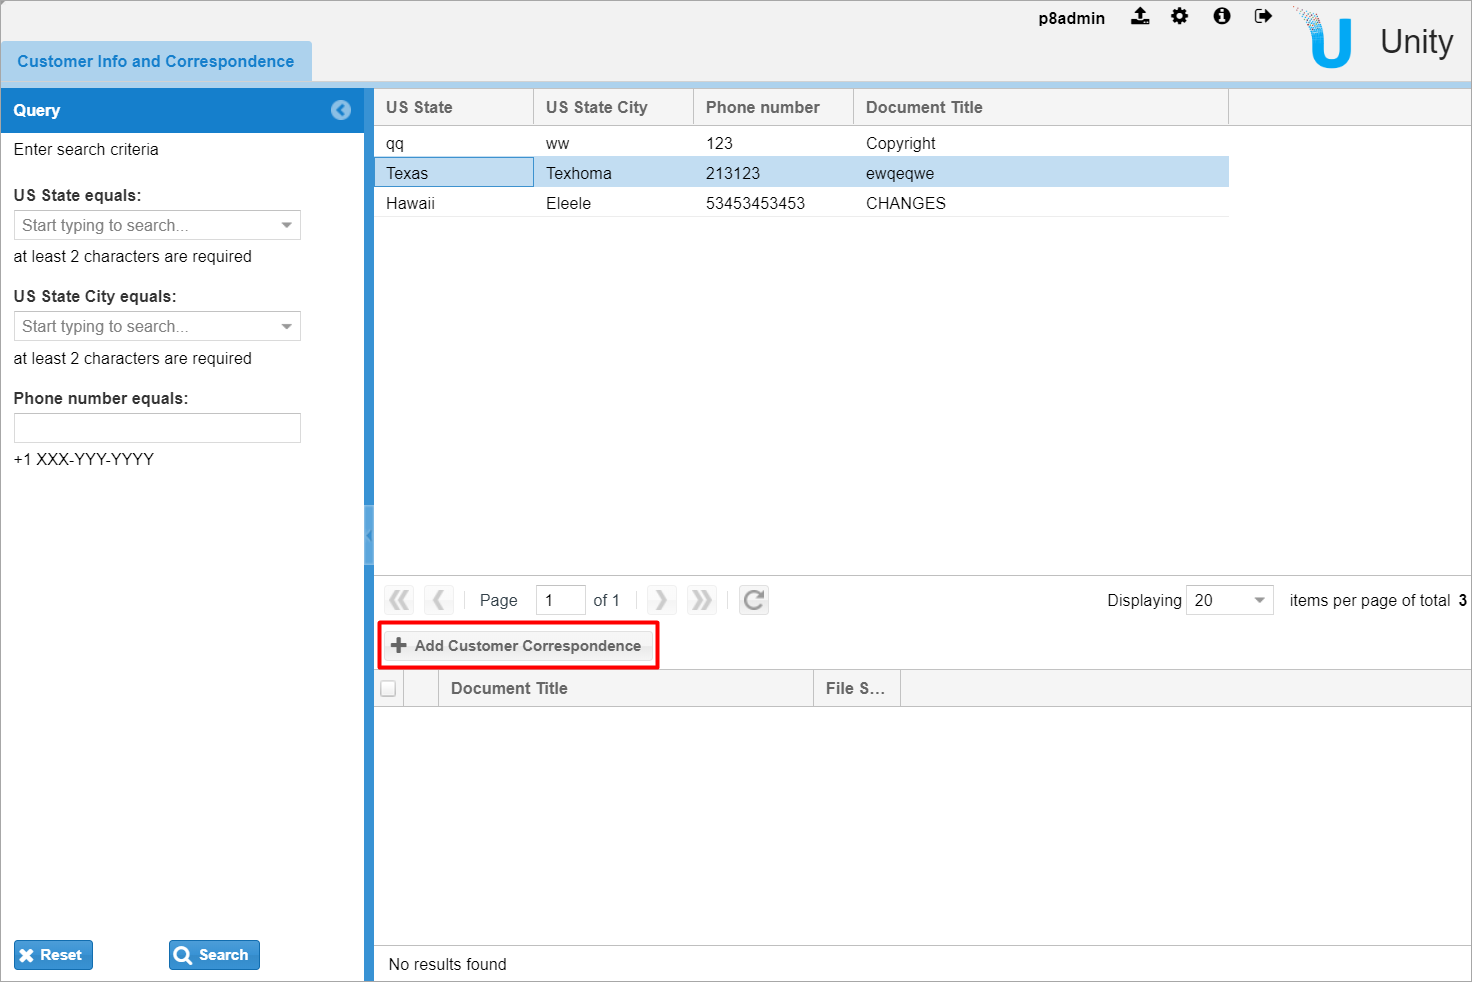 p8admin
Unity
Customer Info and Correspondence
Query
Enter search criteria
US State equals:
Start typing to search...
at least 2 characters are required
US State City equals:
Start typing to search...
at least 2 characters are required
Phone number equals:
+1 XXX-YYY-YYYY
Reset Search
US State US State City Phone number Document Title
qq ww 123 Copyright
Texas Texhoma 213123 ewqeqwe
Hawaii Eleele 53453453453 CHANGES
Page 1 of 1 Displaying 20 items per page of total 3
Add Customer Correspondence
Document Title File S...
No results found